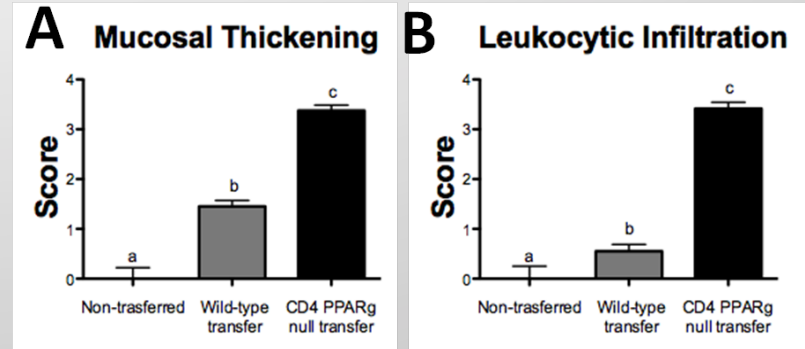 A Mucosal Thickening
4
3
2
1
0
Score
a
b
c
Non-trasferred
Wild-type
transfer
CD4 PPARg
null transfer
B Leukocytic Infiltration
4
3
2
1
0
Score
a
b
c
Non-trasferred
Wild-type
transfer
CD4 PPARg
null transfer